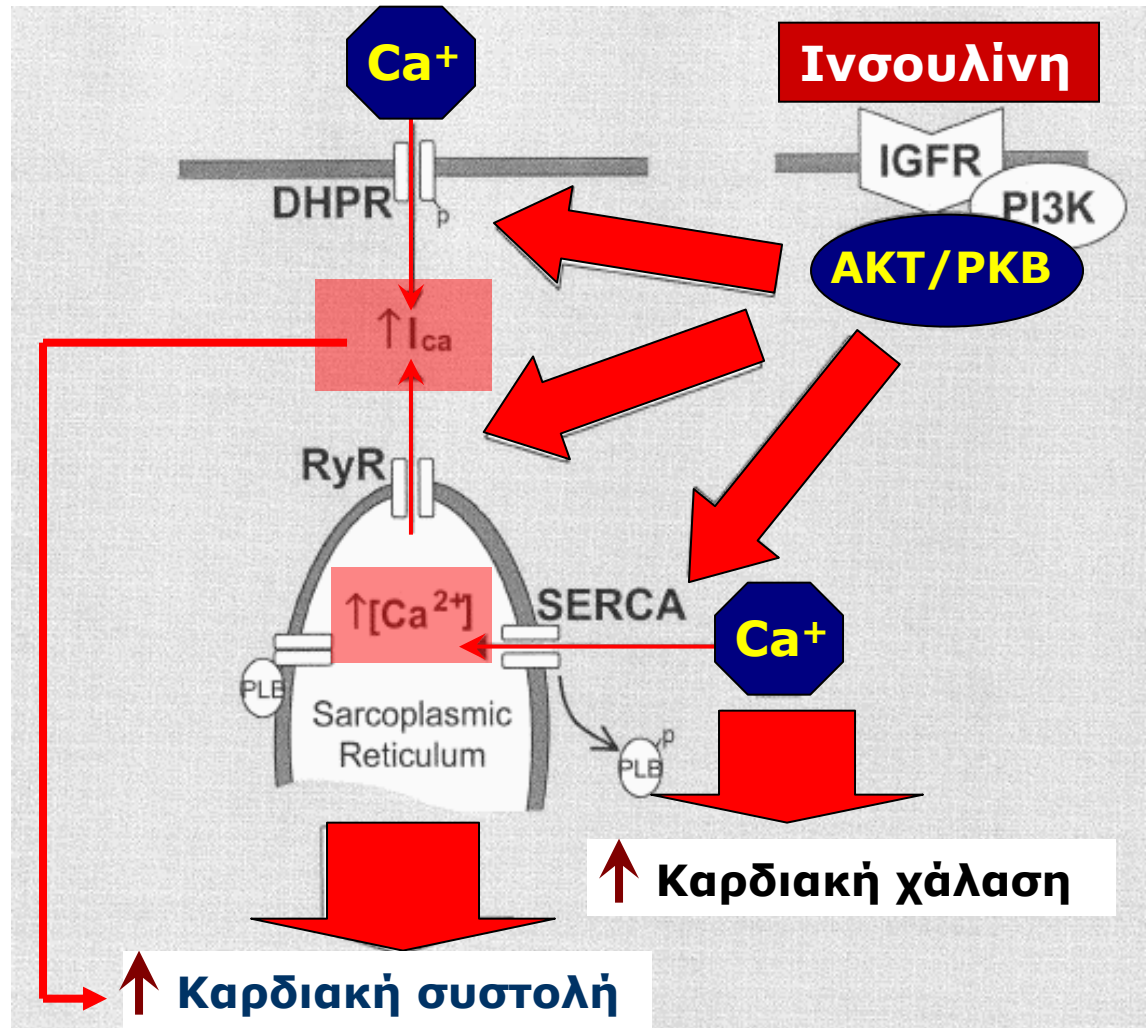 Ca⁺
Ινσουλίνη
IGFR
PI3K
DHPR
p
AKT/PKB
↑Ica
RyR
↑[Ca²⁺]
SERCA
Ca⁺
PLB
Sarcoplasmic
Reticulum
p
PLB
↑ Καρδιακή χάλαση
↑ Καρδιακή συστολή